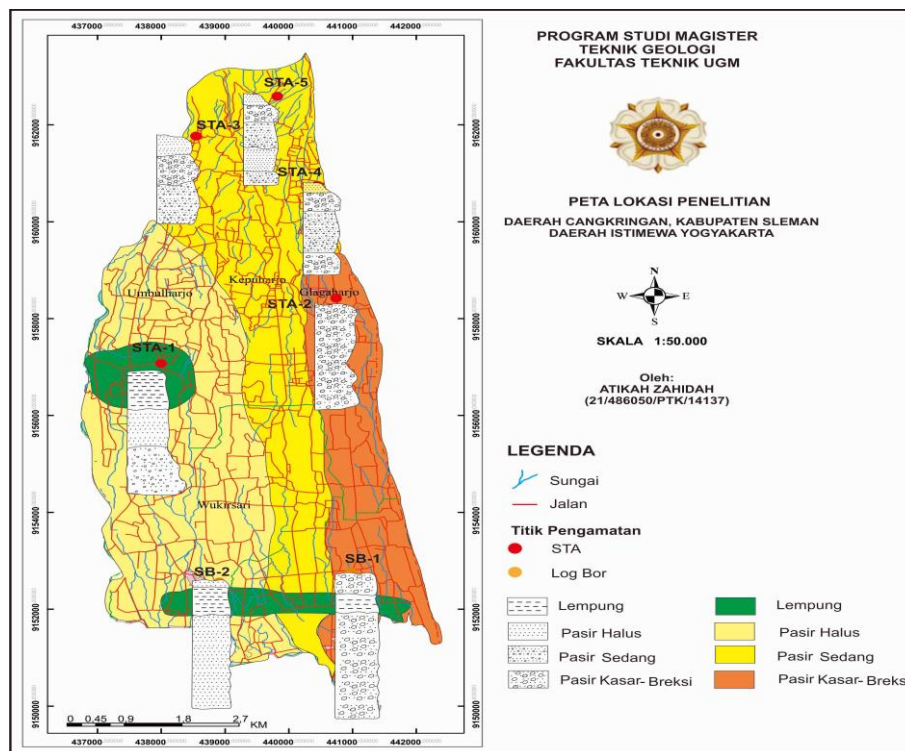 437000 438000 439000 440000 441000 442000
9162000
9160000
9158000
9156000
9154000
9152000
9150000
STA-5
STA-3
STA-4
Umbulharjo
Kepuharjo
Glagaharjo
STA-2
STA-1
Wukirsari
SB-2
SB-1
9162000
9160000
9158000
9156000
9154000
9152000
9150000
0 0.45 0.9 1.8 2.7 KM
437000 438000 439000 440000 441000 442000
PROGRAM STUDI MAGISTER
TEKNIK GEOLOGI
FAKULTAS TEKNIK UGM
PETA LOKASI PENELITIAN
DAERAH CANGKRINGAN, KABUPATEN SLEMAN
DAERAH ISTIMEWA YOGYAKARTA
N
W E
S
SKALA 1:50.000
Oleh:
ATIKAH ZAHIDAH
(21/486050/PTK/14137)
LEGENDA
Sungai
Jalan
Titik Pengamatan
STA
Log Bor
Lempung Lempung
Pasir Halus Pasir Halus
Pasir Sedang Pasir Sedang
Pasir Kasar-Breksi Pasir Kasar-Breksi